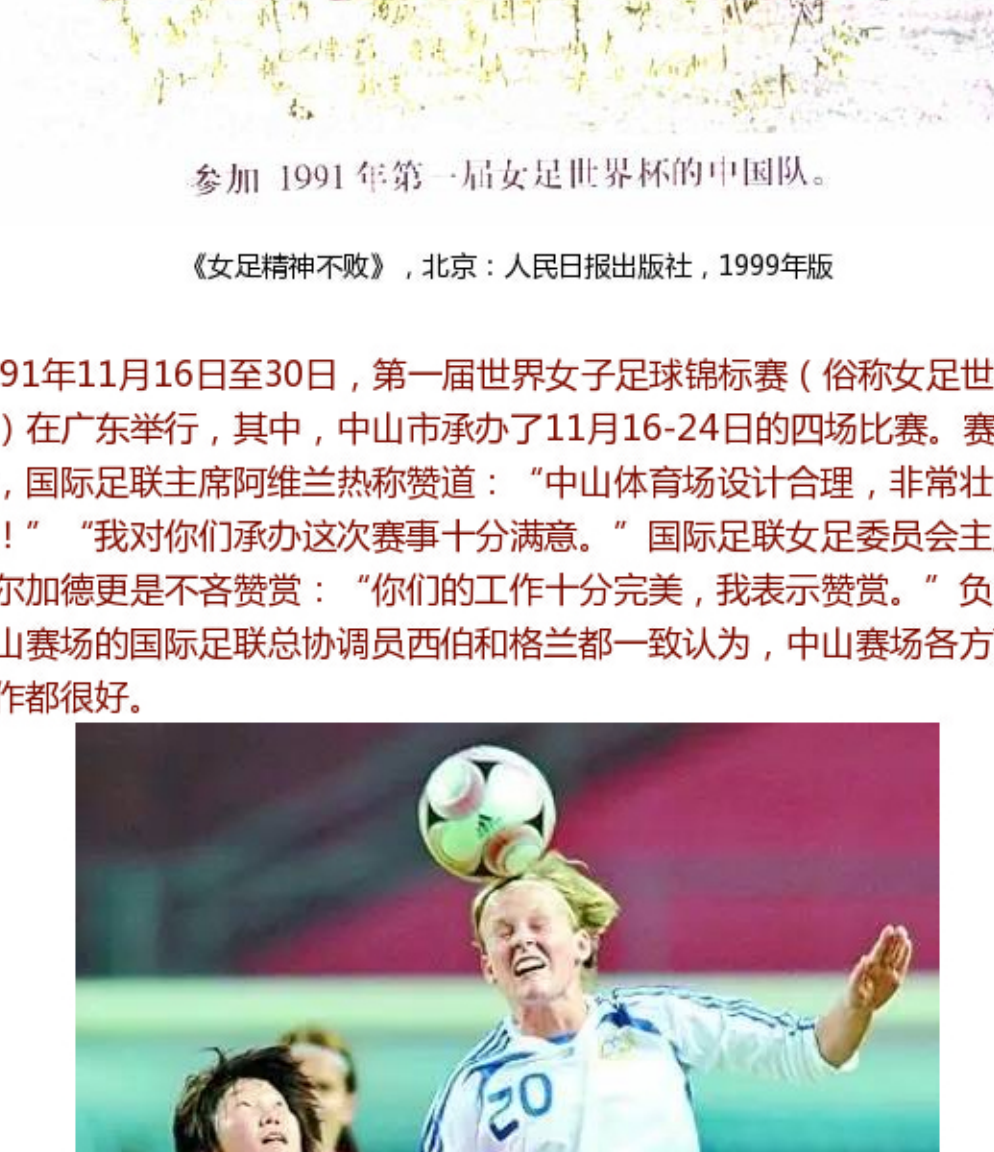 参加 1991 年第一届女足世界杯的中国队。
《女足精神不败》，北京：人民日报出版社，1999年版
91年11月16日至30日，第一届世界女子足球锦标赛（俗称女足世
）在广东举行，其中，中山市承办了11月16-24日的四场比赛。赛
，国际足联主席阿维兰热称赞道：“中山体育场设计合理，非常壮
！”“我对你们承办这次赛事十分满意。”国际足联女足委员会主
尔加德更是不吝赞赏：“你们的工作十分完美，我表示赞赏。”负
山赛场的国际足联总协调员西伯和格兰都一致认为，中山赛场各方
作都很好。
20